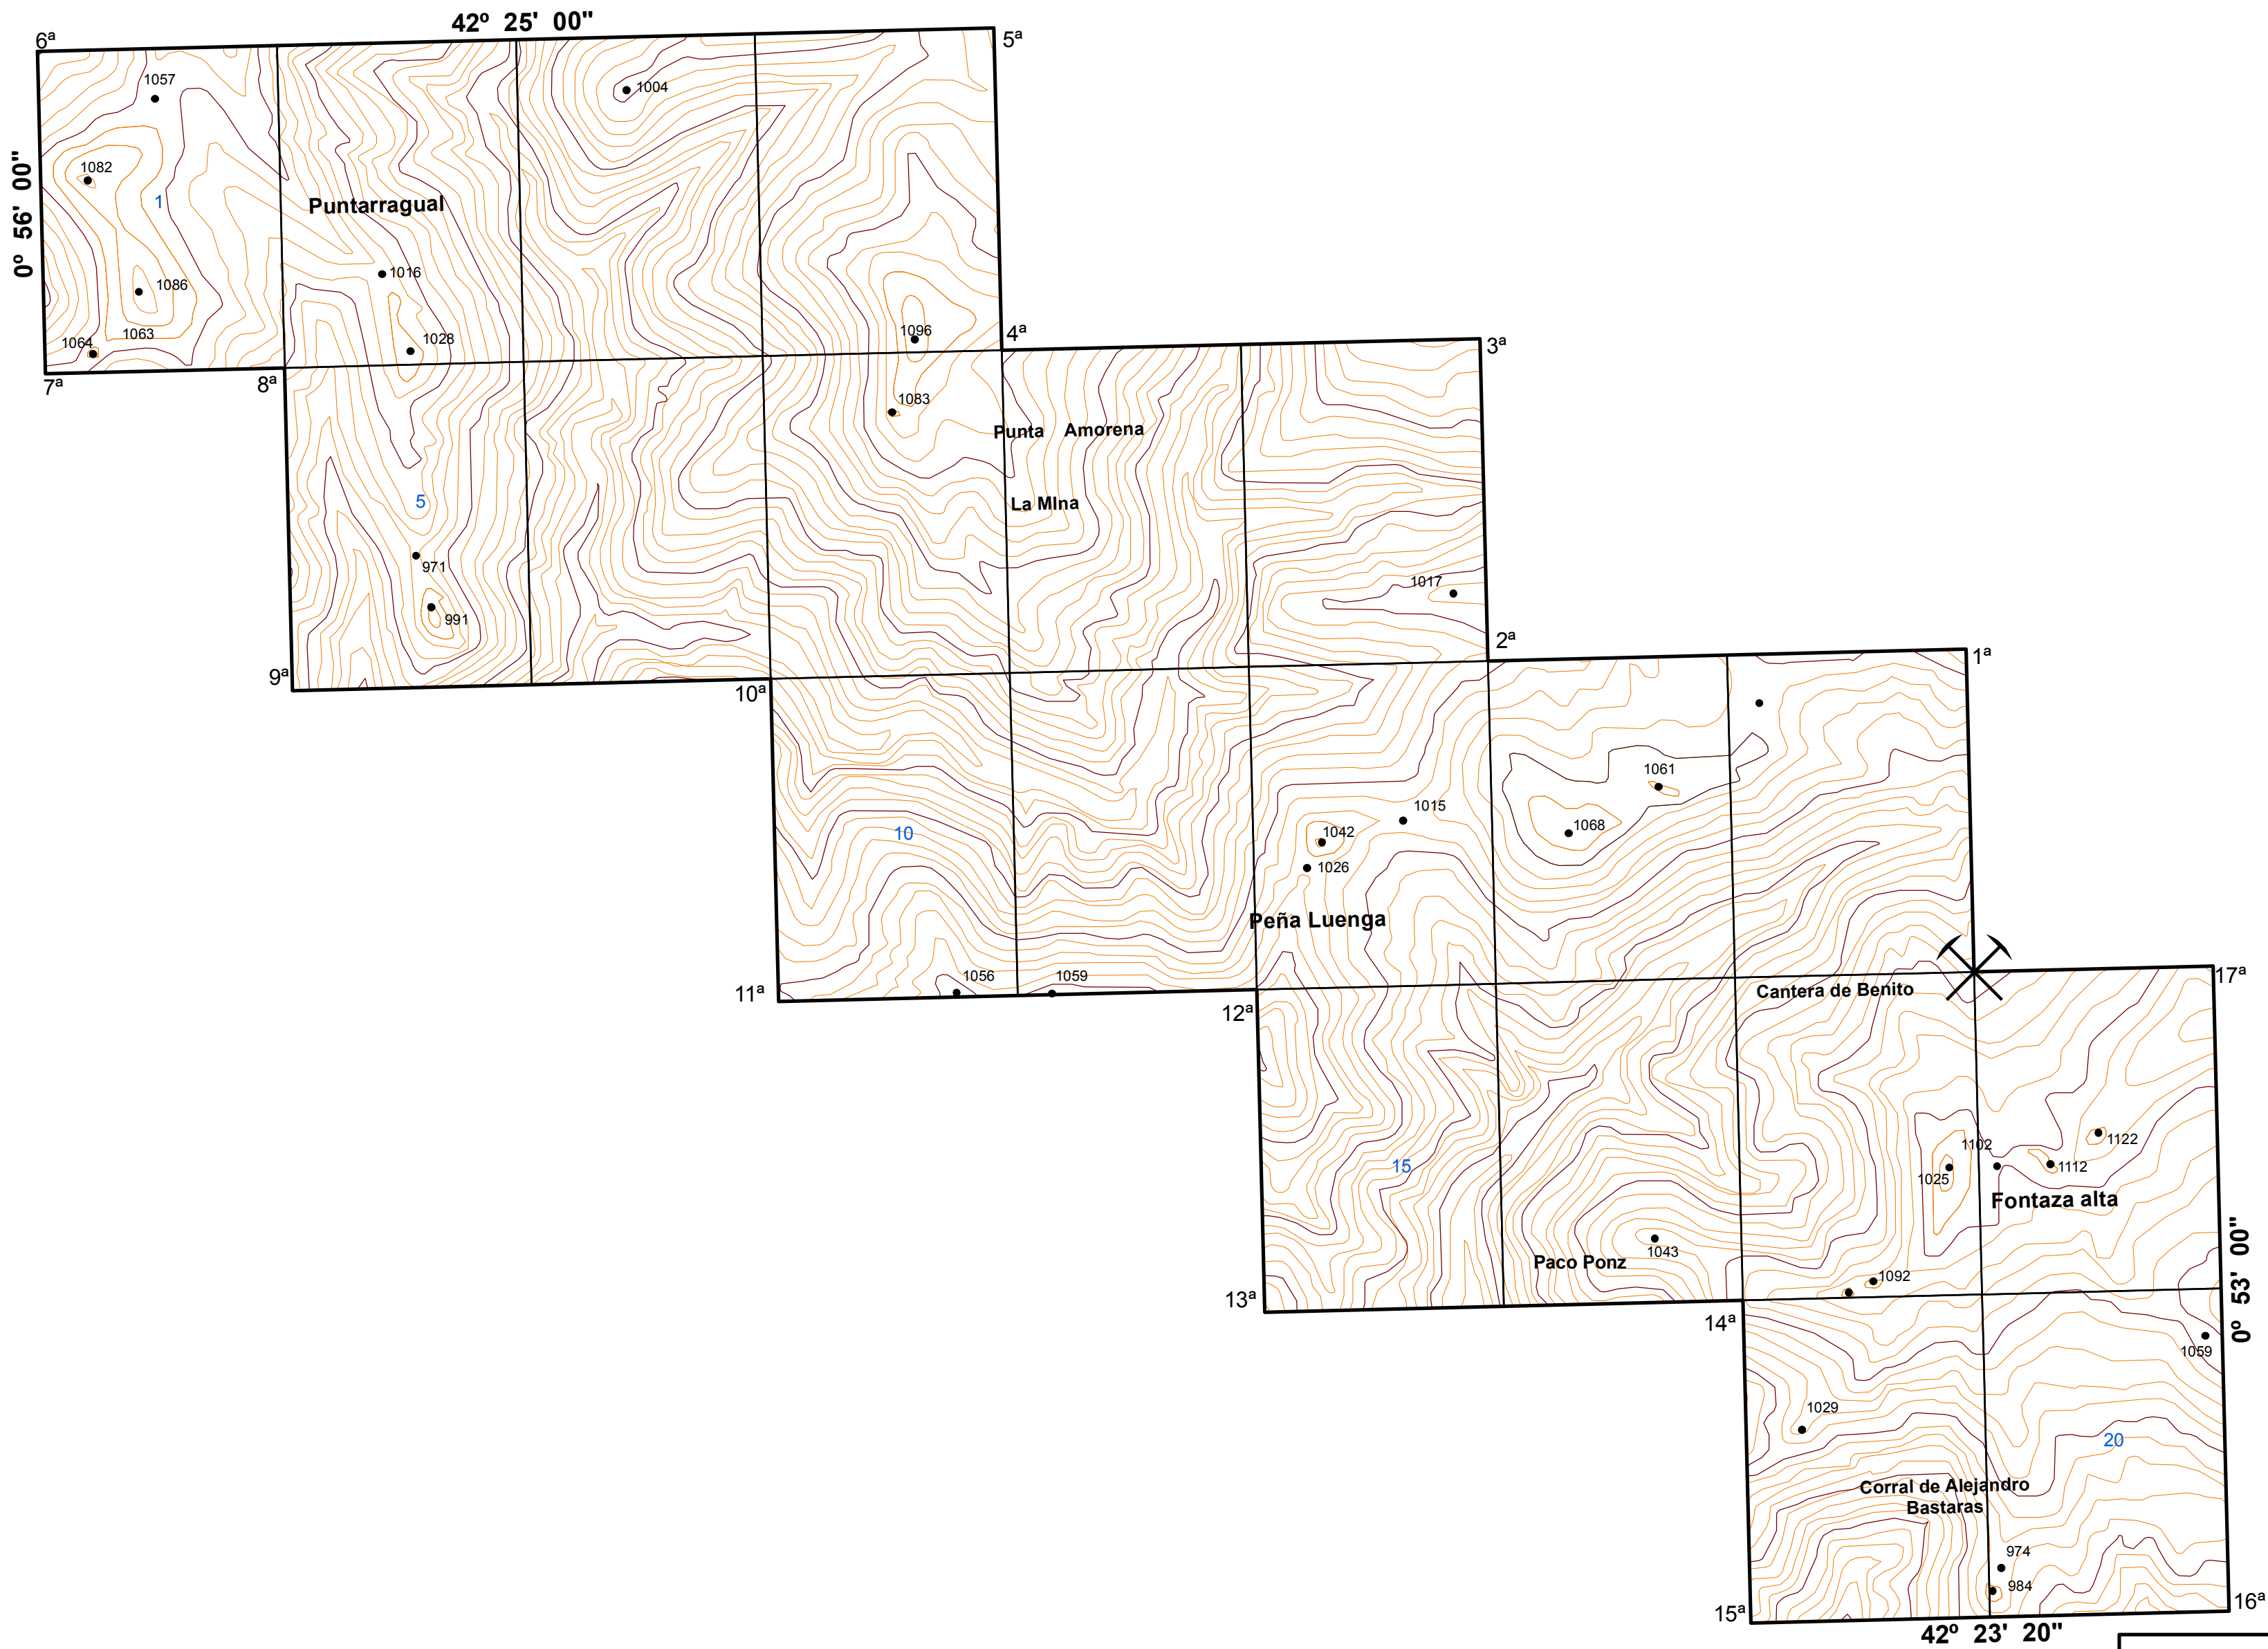 42º 25' 00"
6ª
5ª
1057
1004
0º 56' 00"
1082
1
Puntarragual
1016
1086
1096
1063
1064
1028
4ª
3ª
7ª
8ª
1083
Punta Amorena
5
La MIna
971
1017
991
9ª
10ª
2ª
1ª
1061
1015
10
1042
1068
1026
Peña Luenga
1056
1059
11ª
12ª
17ª
Cantera de Benito
1102
1122
15
1025
1112
Fontaza alta
1043
Paco Ponz
1092
13ª
14ª
0º 53' 00"
1059
1029
20
Corral de Alejandro
Bastaras
974
984
15ª
16ª
42º 23' 20"